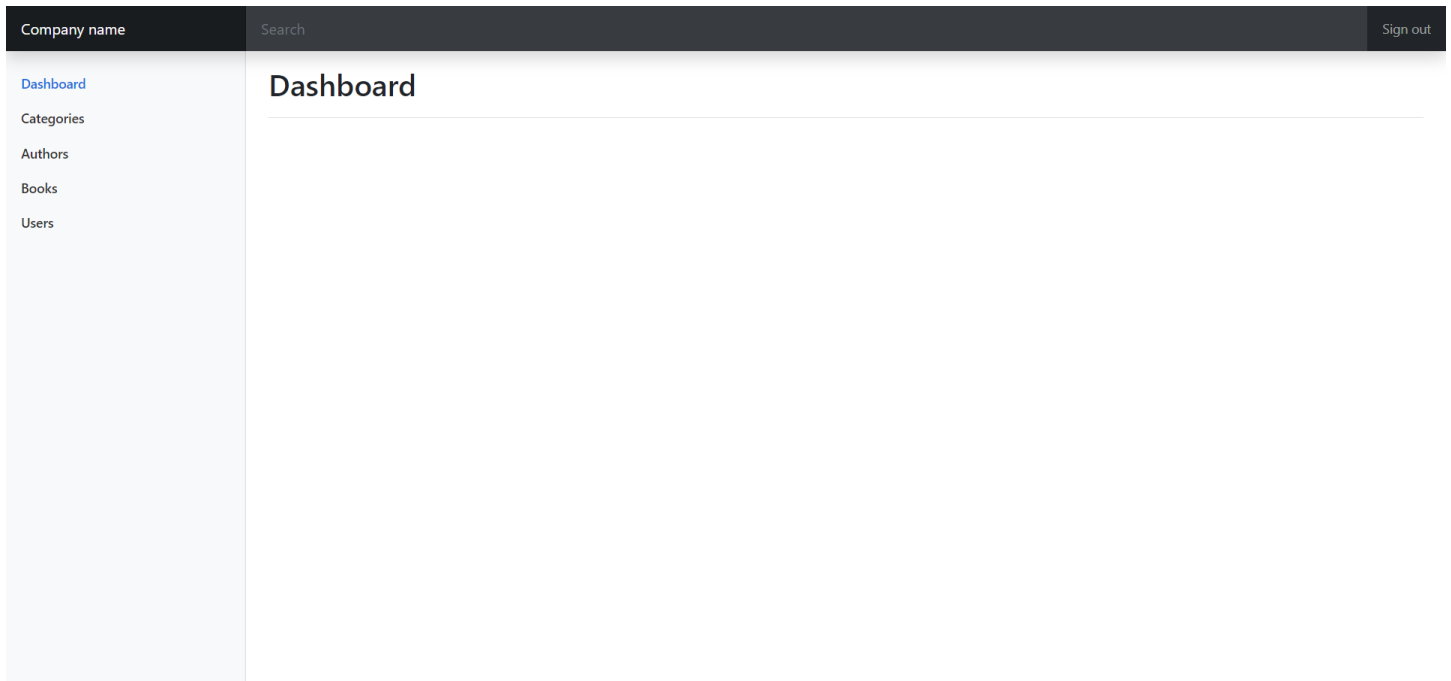 Company name
Search
Sign out
Dashboard
Categories
Authors
Books
Users
Dashboard